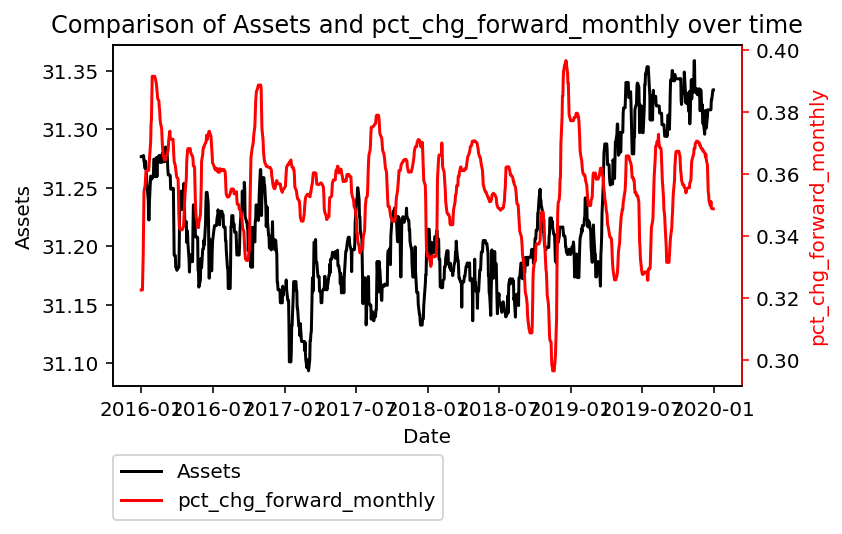 Comparison of Assets and pct_chg_forward_monthly over time
31.35
31.30
31.25
31.20
31.15
31.10
Assets
0.40
0.38
0.36
0.34
0.32
0.30
pct_chg_forward_monthly
2016-01 2016-07 2017-01 2017-07 2018-01 2018-07 2019-01 2019-07 2020-01
Date
Assets
pct_chg_forward_monthly